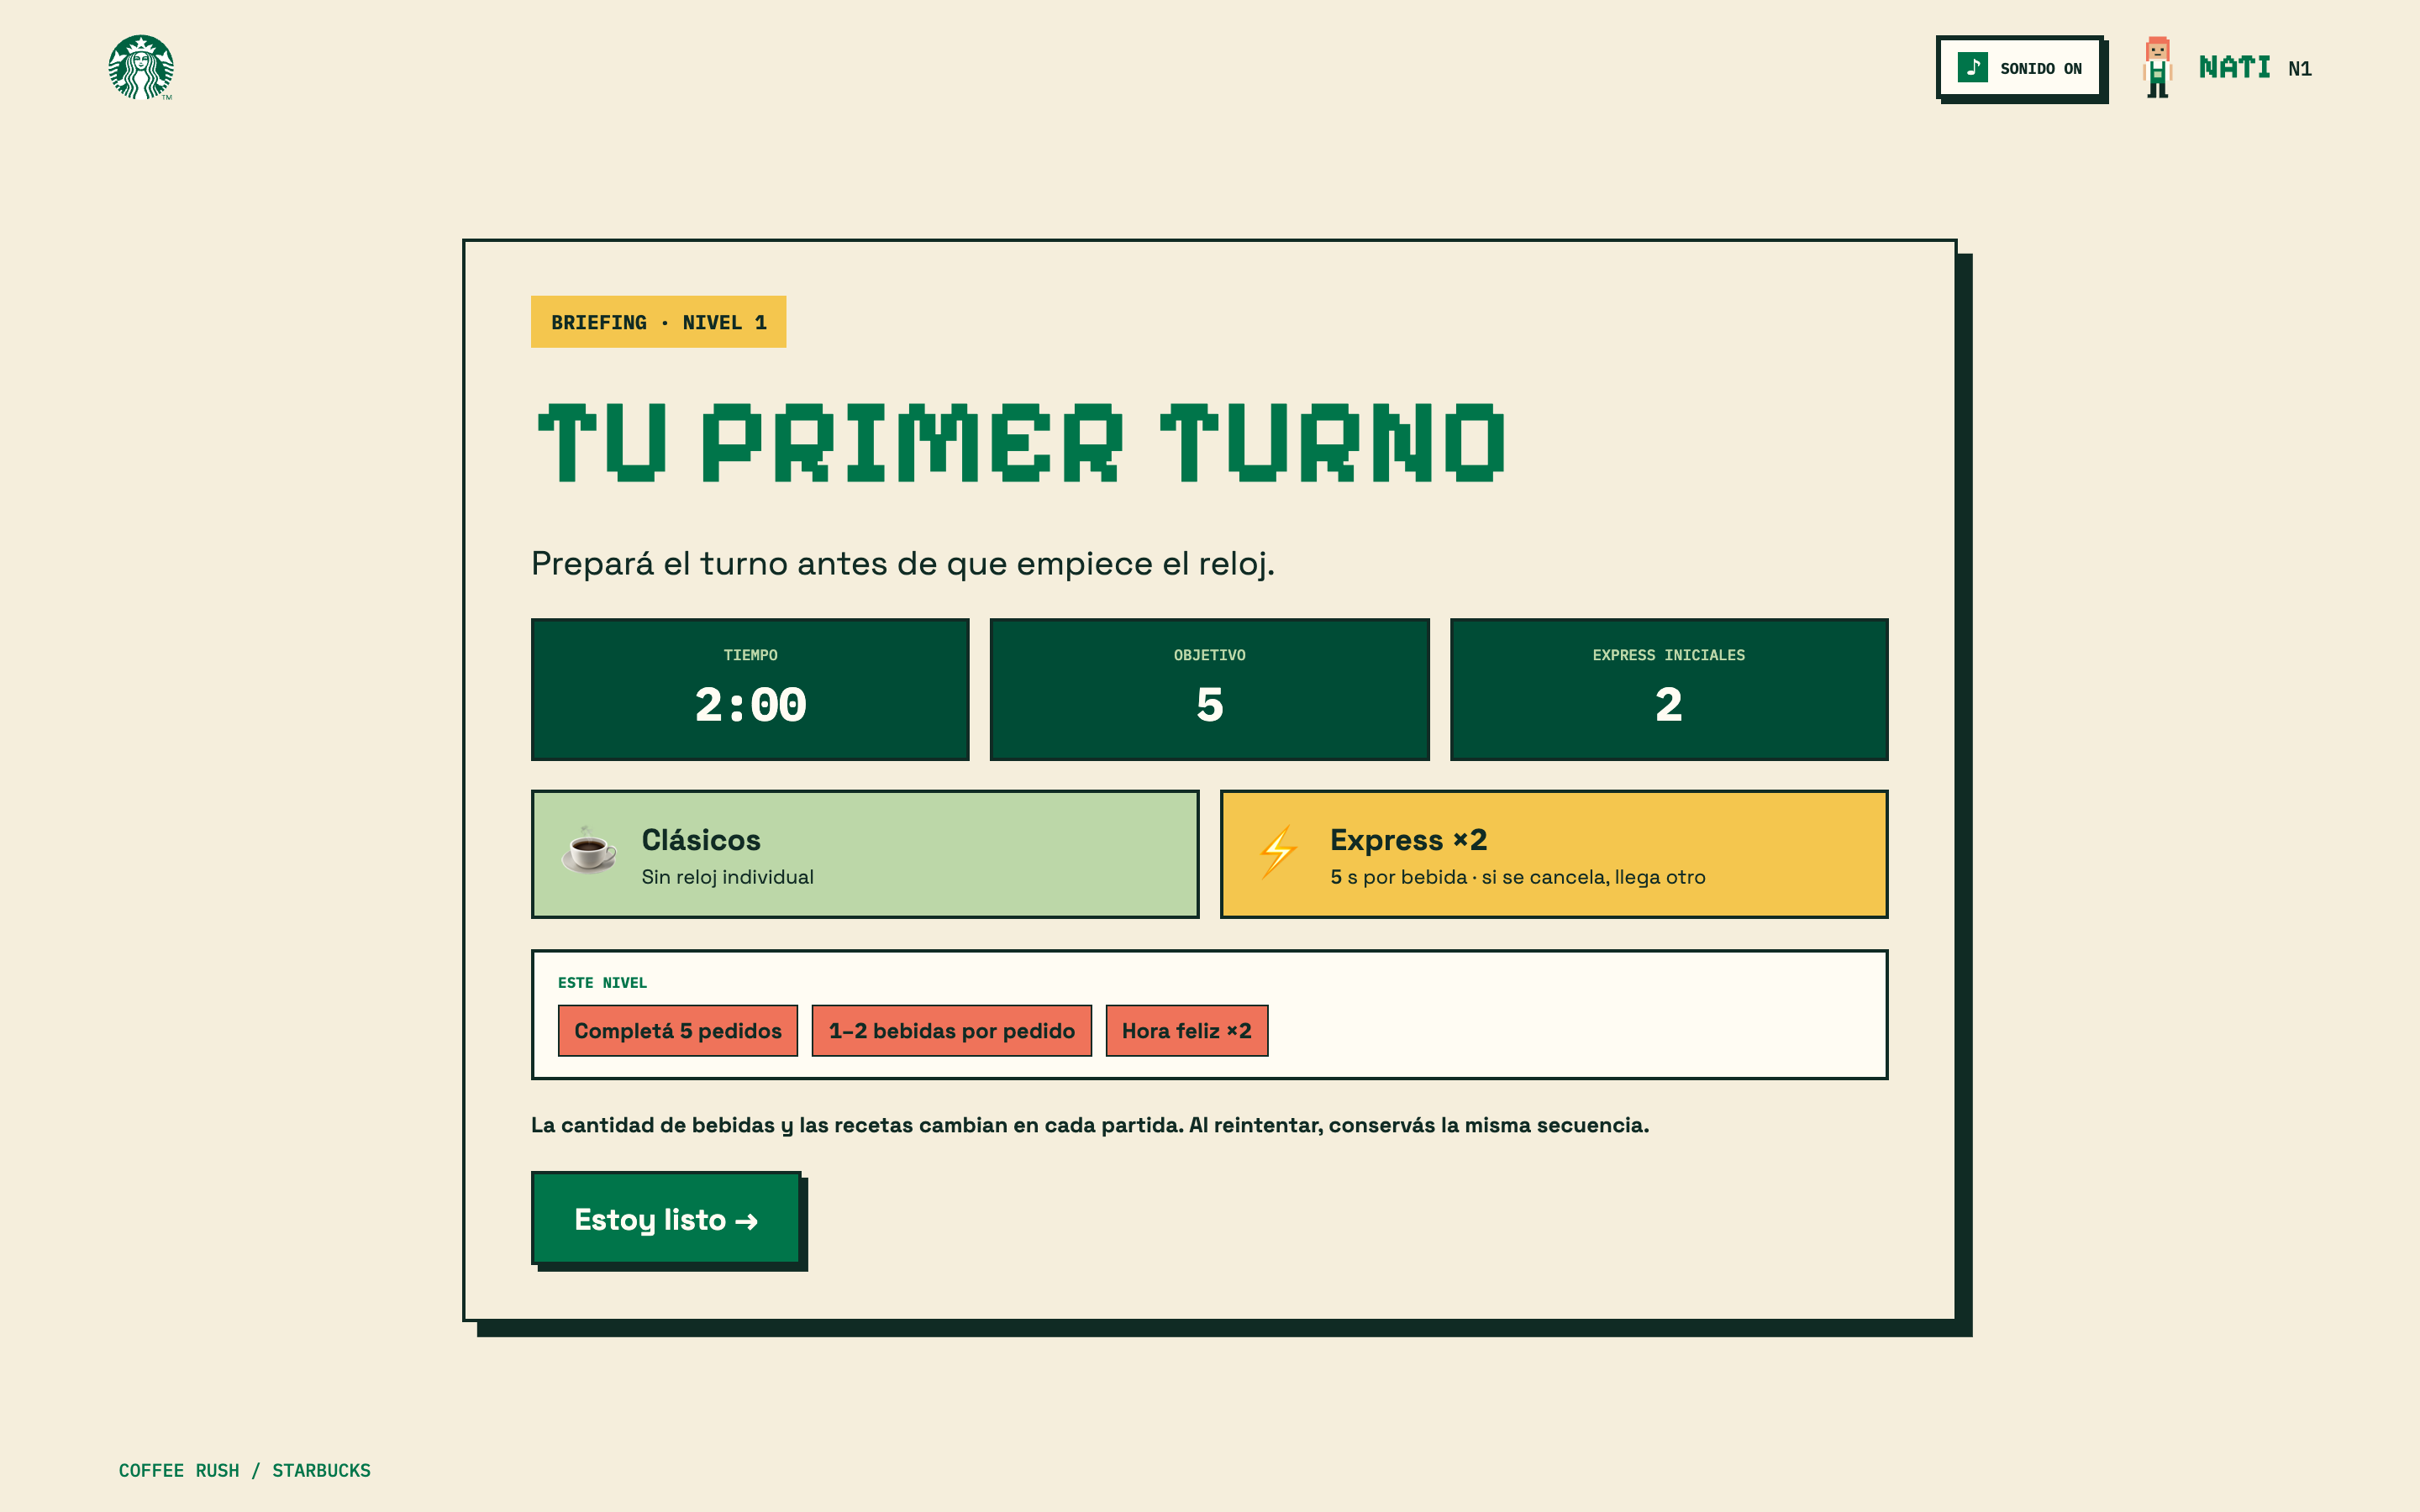 TM
SONIDO ON
NATI N1
BRIEFING · NIVEL 1
TU PRIMER TURNO
Prepará el turno antes de que empiece el reloj.
TIEMPO
2:00
OBJETIVO
5
EXPRESS INICIALES
2
Clásicos
Sin reloj individual
Express ×2
5 s por bebida · si se cancela, llega otro
ESTE NIVEL
Completá 5 pedidos
1–2 bebidas por pedido
Hora feliz ×2
La cantidad de bebidas y las recetas cambian en cada partida. Al reintentar, conservás la misma secuencia.
Estoy listo →
COFFEE RUSH / STARBUCKS